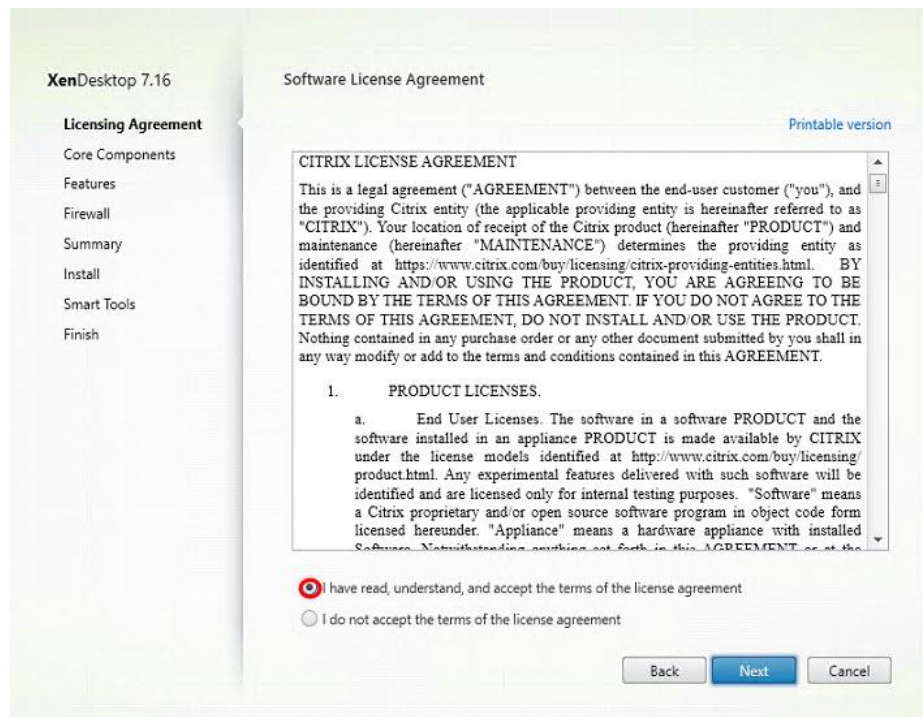 XenDesktop 7.16
Software License Agreement
Licensing Agreement
Printable version
Core Components
Features
Firewall
Summary
Install
Smart Tools
Finish
CITRIX LICENSE AGREEMENT
This is a legal agreement ("AGREEMENT") between the end-user customer ("you"), and
the providing Citrix entity (the applicable providing entity is hereinafter referred to as
"CITRIX"). Your location of receipt of the Citrix product (hereinafter "PRODUCT") and
maintenance (hereinafter "MAINTENANCE") determines the providing entity as
identified at https://www.citrix.com/buy/licensing/citrix-providing-entities.html. BY
INSTALLING AND/OR USING THE PRODUCT, YOU ARE AGREEING TO BE
BOUND BY THE TERMS OF THIS AGREEMENT. IF YOU DO NOT AGREE TO THE
TERMS OF THIS AGREEMENT, DO NOT INSTALL AND/OR USE THE PRODUCT.
Nothing contained in any purchase order or any other document submitted by you shall in
any way modify or add to the terms and conditions contained in this AGREEMENT.
1. PRODUCT LICENSES.
a. End User Licenses. The software in a software PRODUCT and the
software installed in an appliance PRODUCT is made available by CITRIX
under the license models identified at http://www.citrix.com/buy/licensing/
product.html. Any experimental features delivered with such software will be
identified and are licensed only for internal testing purposes. "Software" means
a Citrix proprietary and/or open source software program in object code form
licensed hereunder. "Appliance" means a hardware appliance with installed
Software. Notwithstanding anything set forth in this AGREEMENT or at the
I have read, understand, and accept the terms of the license agreement
I do not accept the terms of the license agreement
Back
Next
Cancel